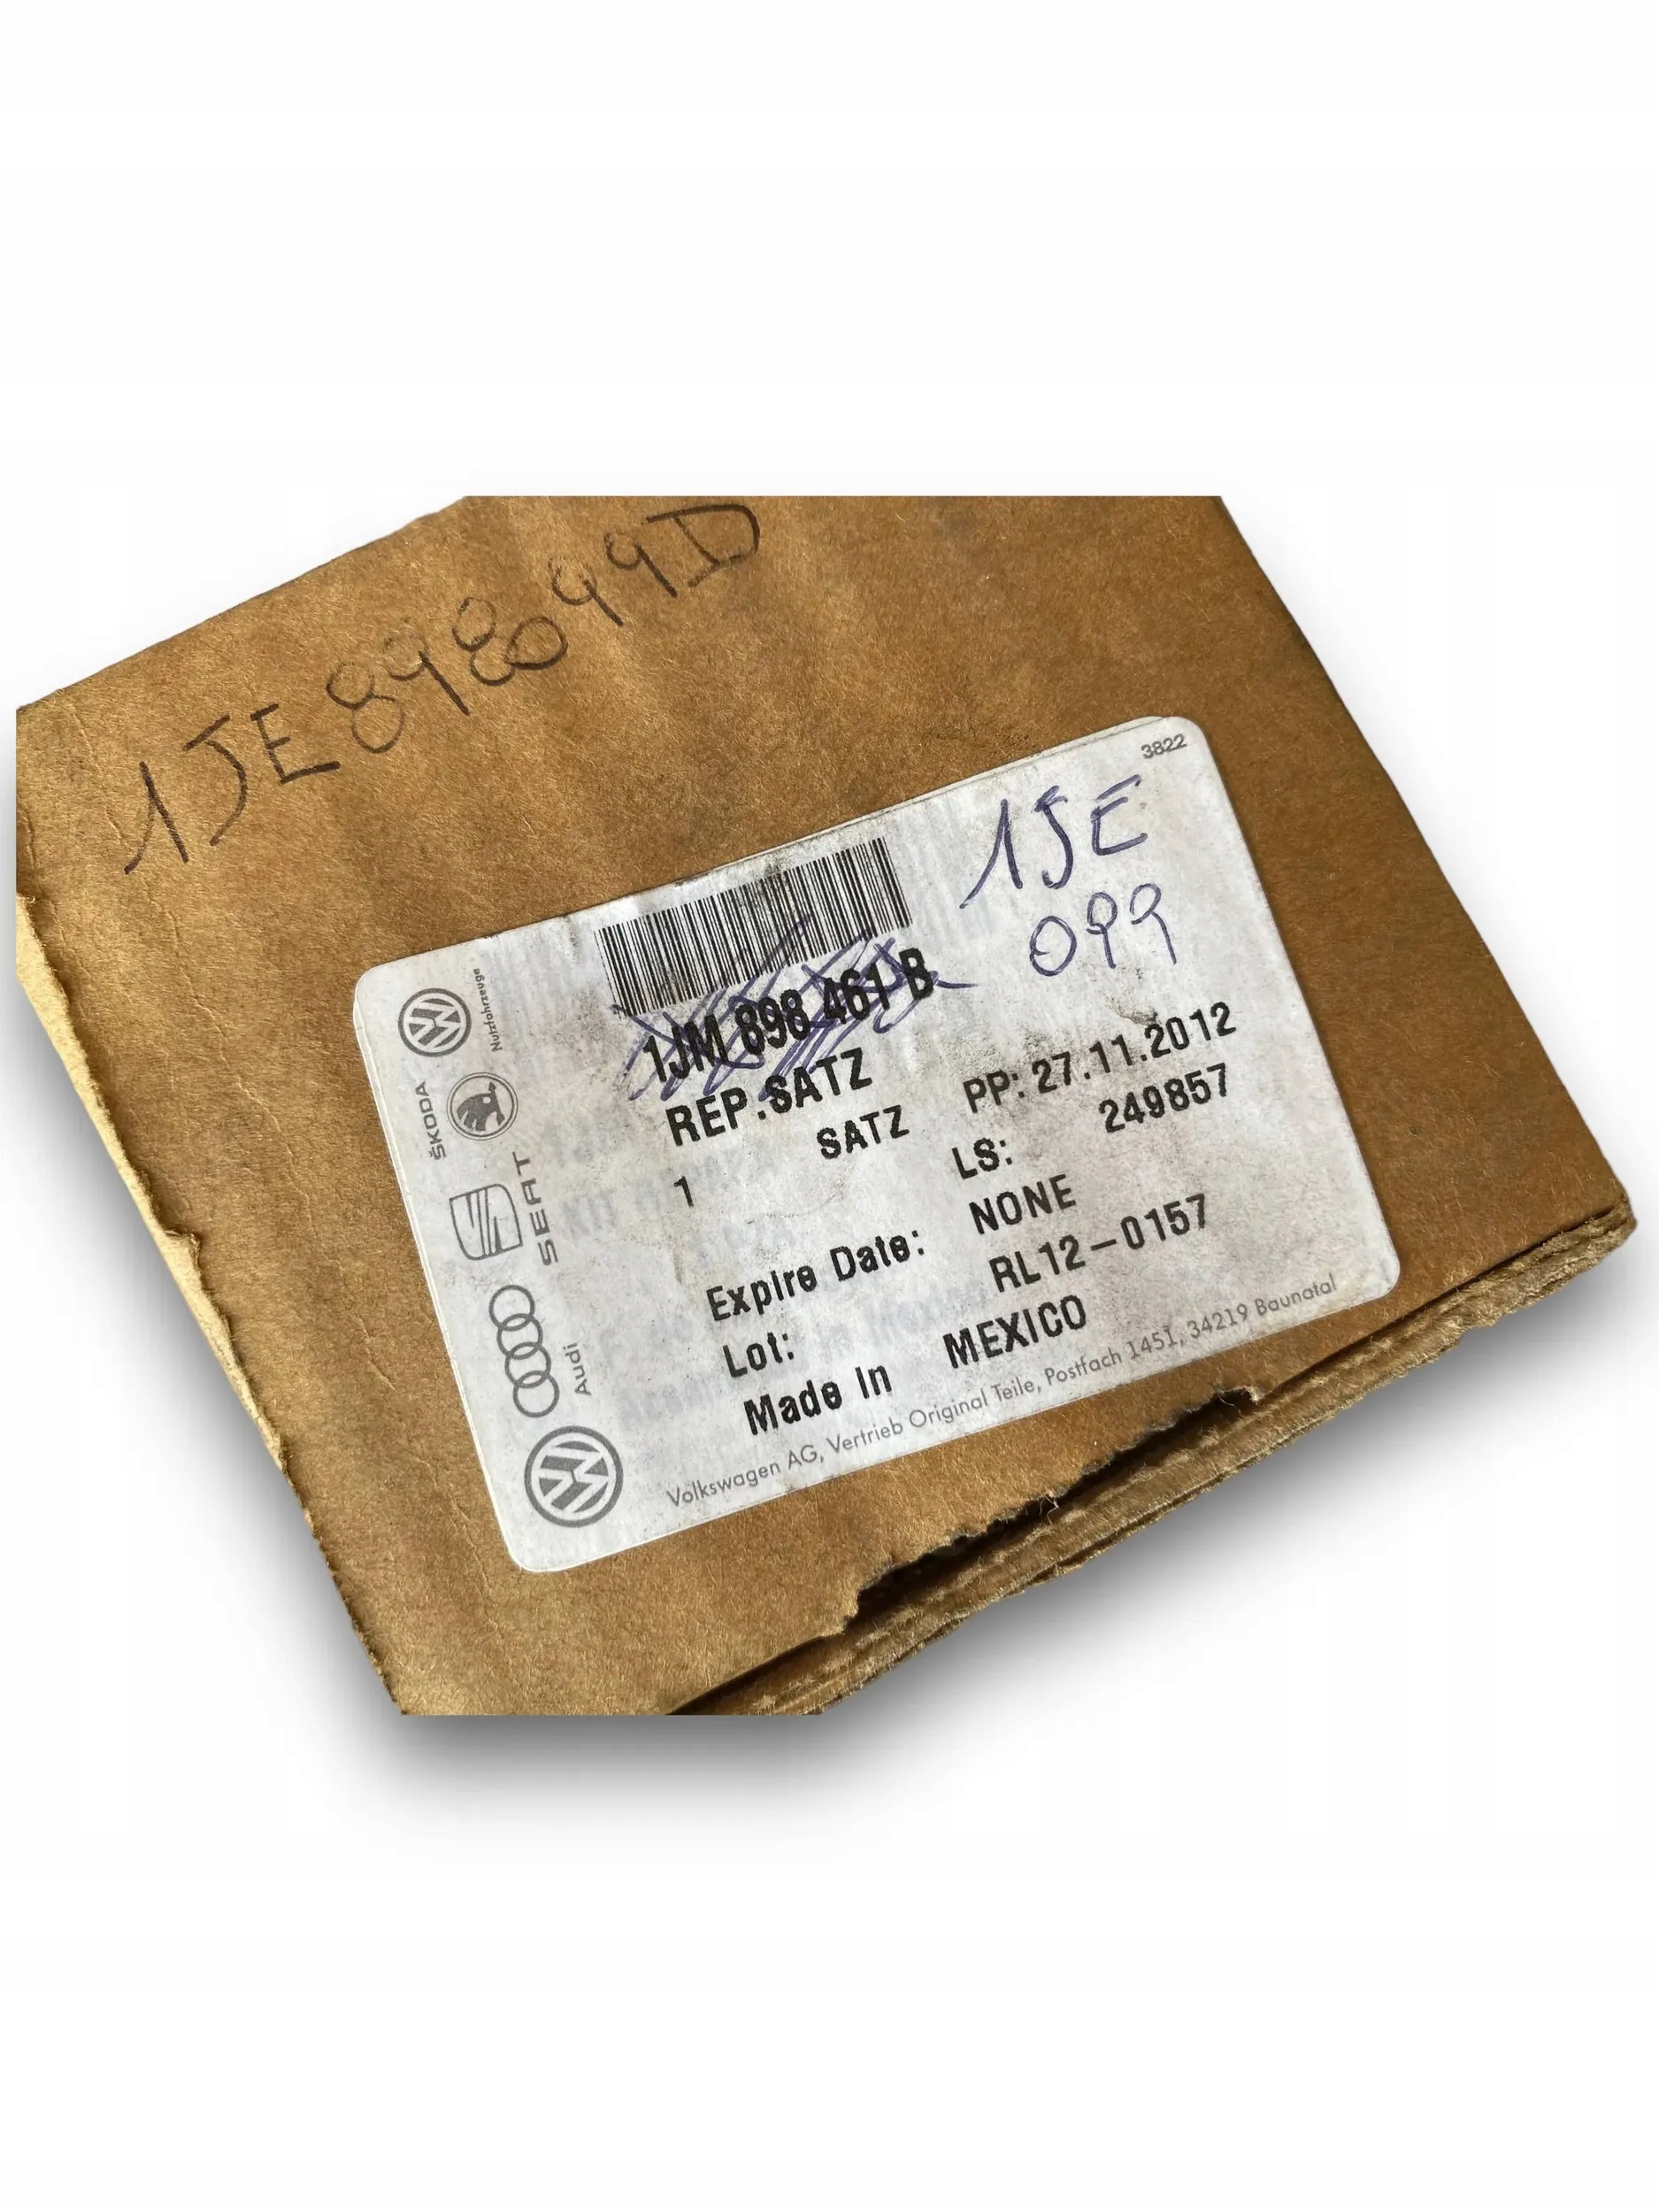 1JE898099D
3822
1JE
099
1JM 898 461 B
REP.SATZ
1 SATZ
PP: 27.11.2012
LS: 249857
Expire Date: NONE
Lot: RL12-0157
Made In MEXICO
Volkswagen AG, Vertrieb Original Teile, Postfach 1451, 34219 Baunatal
Nutzfahrzeuge
ŠKODA
SEAT
Audi